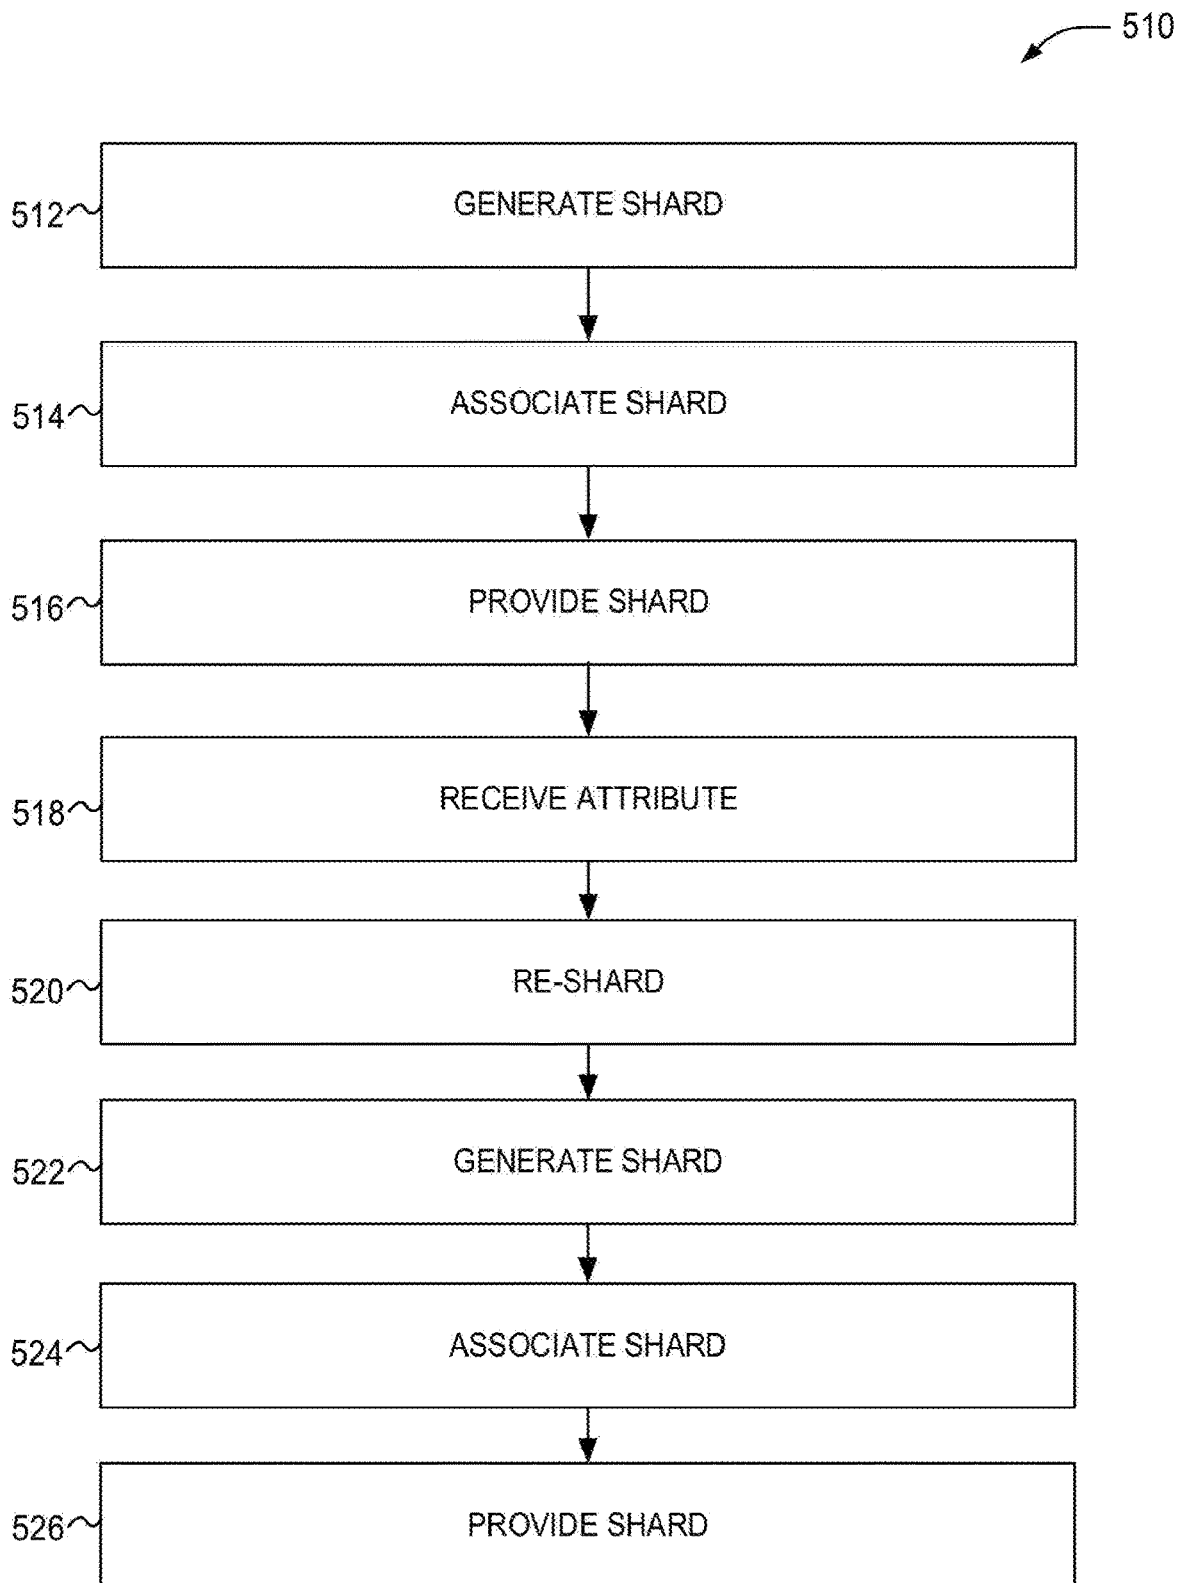 510
512 GENERATE SHARD
514 ASSOCIATE SHARD
516 PROVIDE SHARD
518 RECEIVE ATTRIBUTE
520 RE-SHARD
522 GENERATE SHARD
524 ASSOCIATE SHARD
526 PROVIDE SHARD